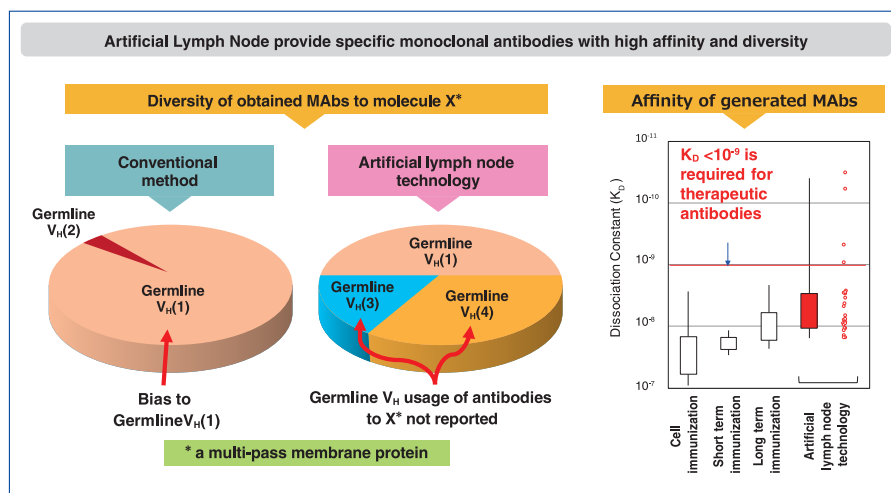 Artificial Lymph Node provide specific monoclonal antibodies with high affinity and diversity
Diversity of obtained MAbs to molecule X*
Conventional
method
Artificial lymph node
technology
Germline
VH(2)
Germline
VH(1)
Germline
VH(1)
Germline
VH(3)
Germline
VH(4)
Bias to
GermlineVH(1)
Germline VH usage of antibodies
to X* not reported
* a multi-pass membrane protein
Affinity of generated MAbs
Dissociation Constant (KD)
10-11
10-10
10-9
10-8
10-7
KD <10-9 is
required for
therapeutic
antibodies
Cell
immunization
Short term
immunization
Long term
immunization
Artificial
lymph node
technology